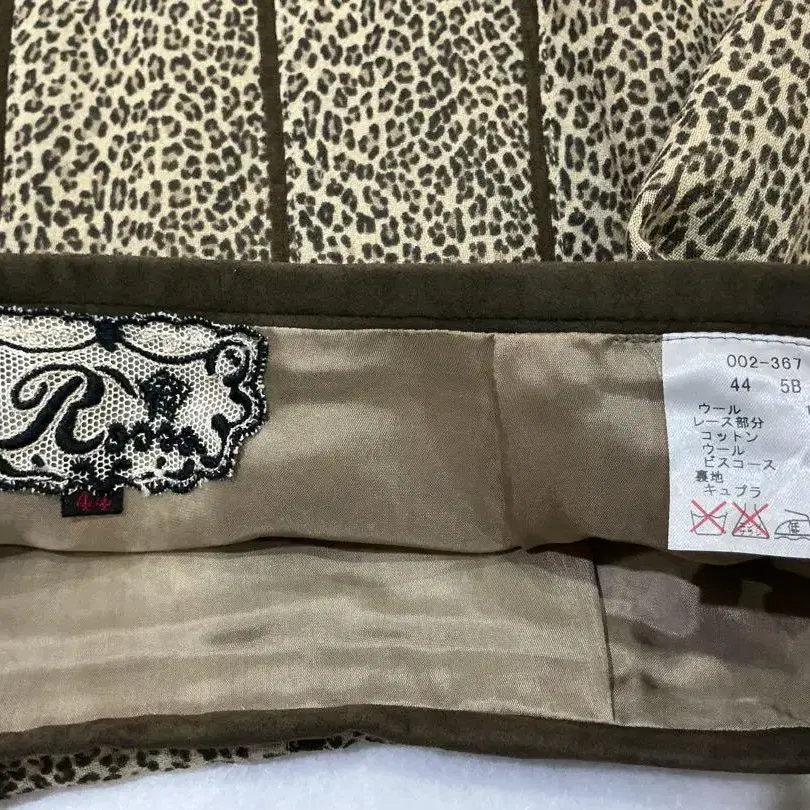 R
44
002-367
44 5B
ウール
レース部分
コットン
ウール
ビスコース
裏地
キュプラ